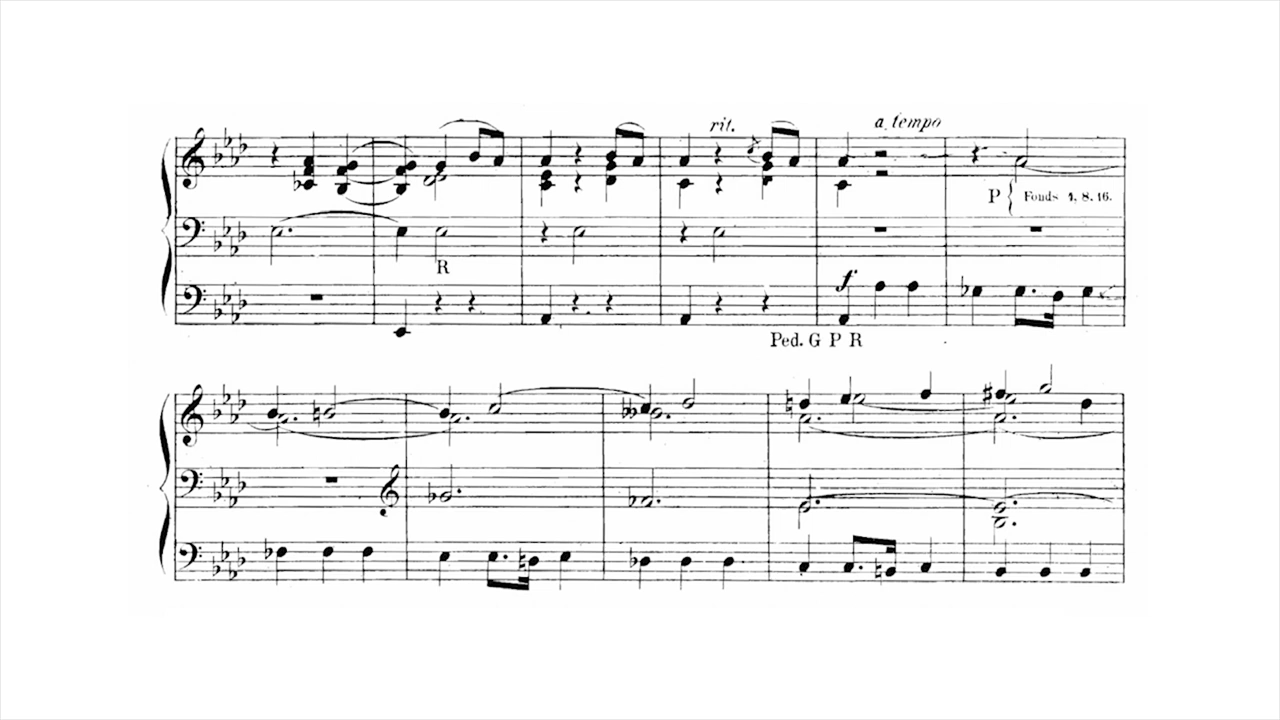 rit.
a tempo
P { Fonds 4, 8. 16.
R
f
Ped. G P R